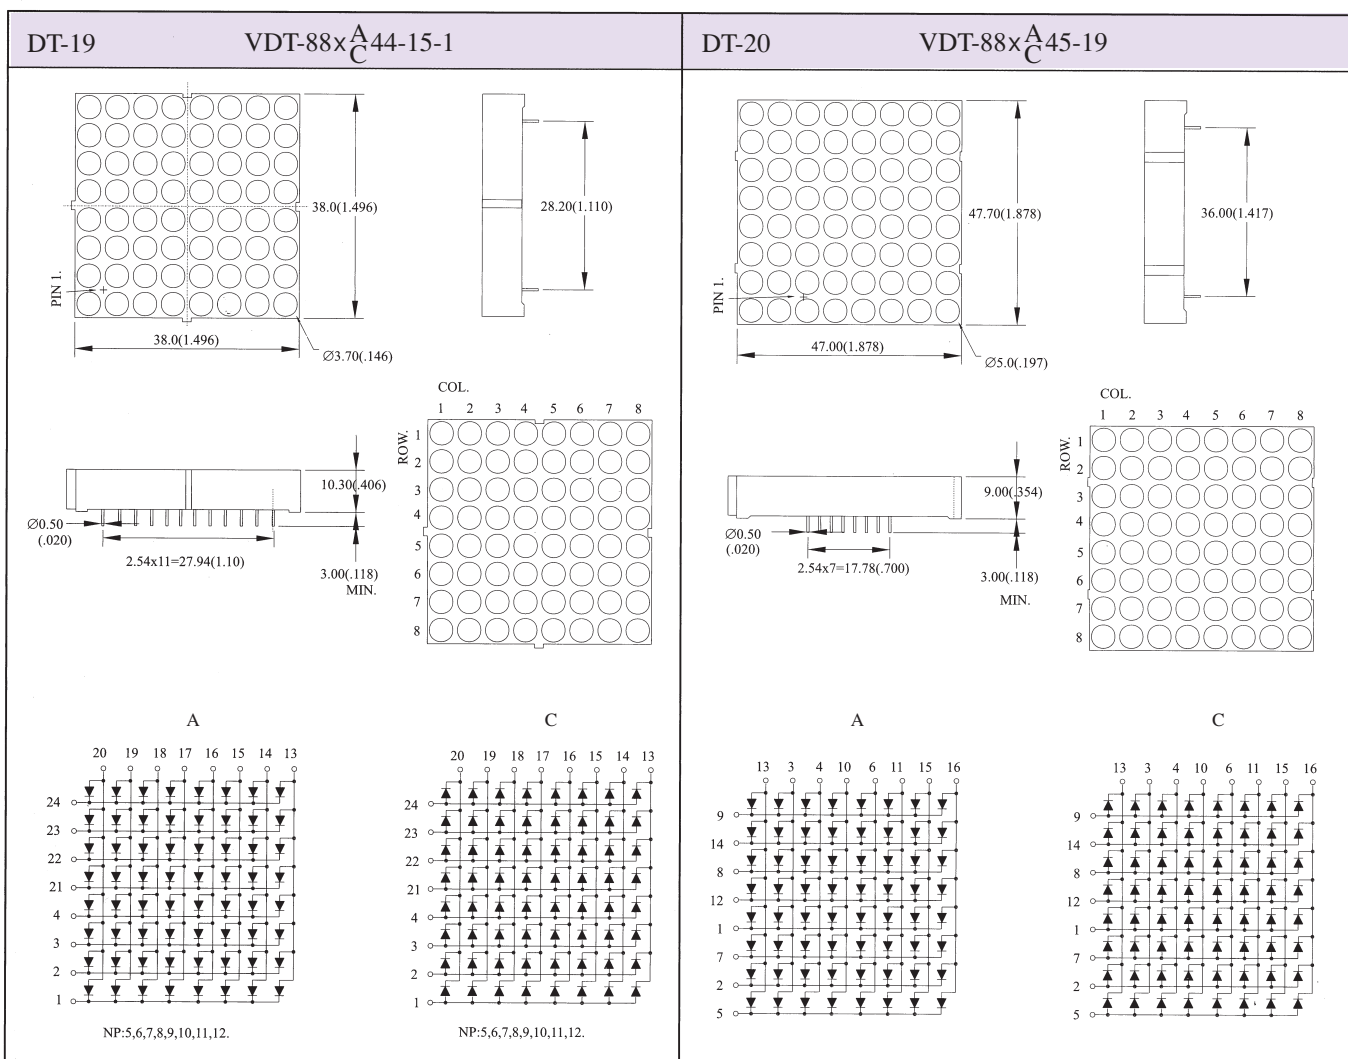 DT-19 VDT-88xA/C44-15-1
38.0(1.496)
28.20(1.110)
PIN 1.
38.0(1.496)
Ø3.70(.146)
COL.
1 2 3 4 5 6 7 8
ROW.
1
2
3
4
5
6
7
8
10.30(.406)
Ø0.50
(.020)
2.54x11=27.94(1.10)
3.00(.118)
MIN.
A
20 19 18 17 16 15 14 13
24
23
22
21
4
3
2
1
NP:5,6,7,8,9,10,11,12.
C
20 19 18 17 16 15 14 13
24
23
22
21
4
3
2
1
NP:5,6,7,8,9,10,11,12.
DT-20 VDT-88xA/C45-19
47.70(1.878)
36.00(1.417)
PIN 1.
47.00(1.878)
Ø5.0(.197)
COL.
1 2 3 4 5 6 7 8
ROW.
1
2
3
4
5
6
7
8
9.00(.354)
Ø0.50
(.020)
2.54x7=17.78(.700)
3.00(.118)
MIN.
A
13 3 4 10 6 11 15 16
9
14
8
12
1
7
2
5
C
13 3 4 10 6 11 15 16
9
14
8
12
1
7
2
5